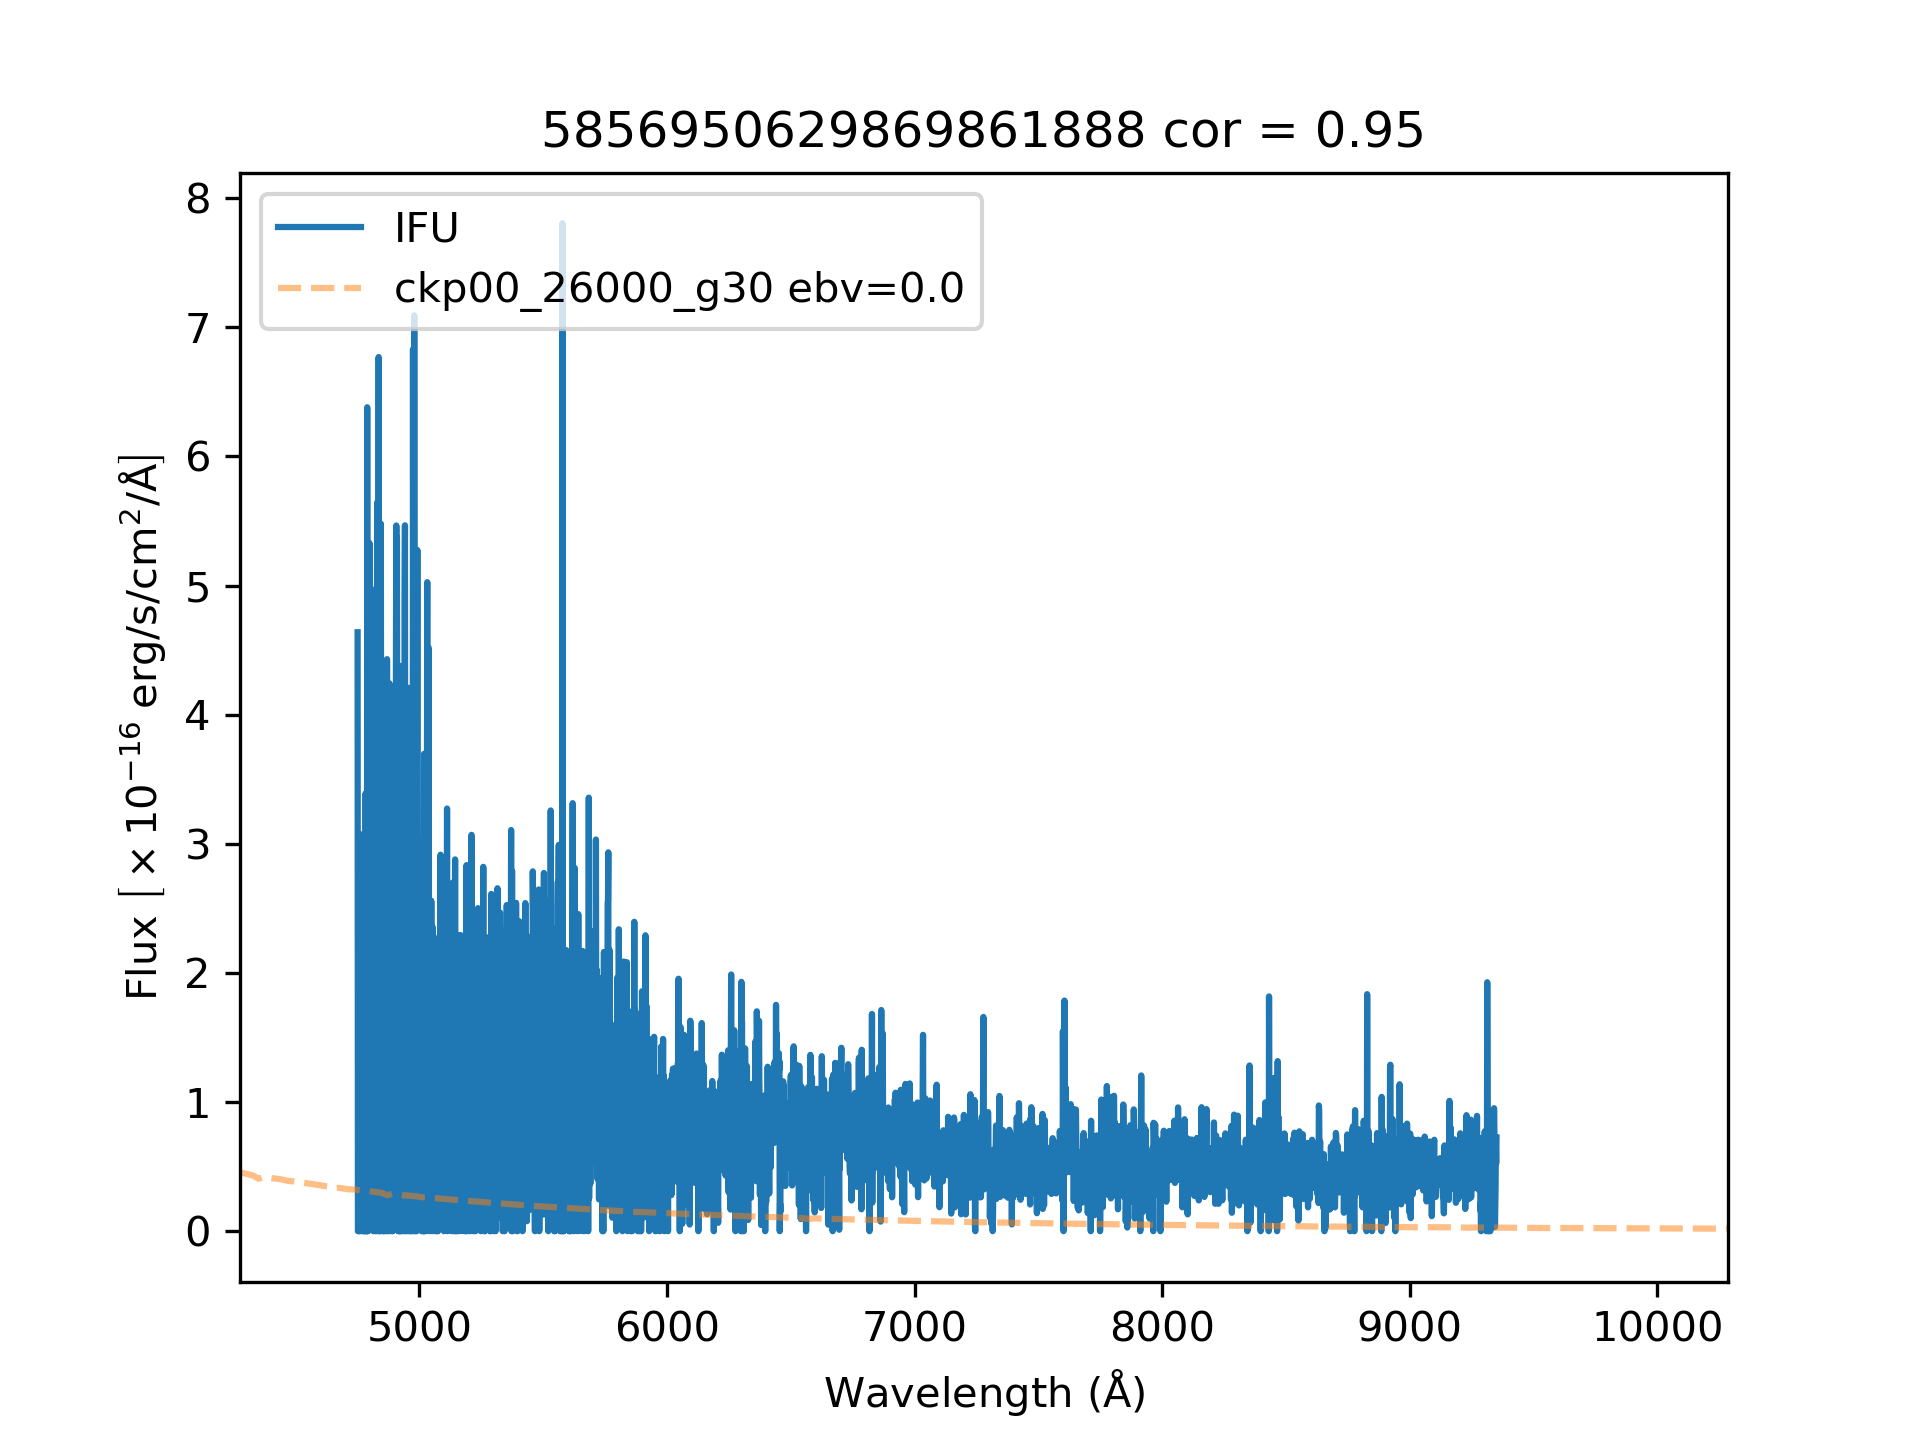 5856950629869861888 cor = 0.95
IFU
ckp00_26000_g30 ebv=0.0
8
7
6
5
4
3
2
1
0
Flux [×10⁻¹⁶ erg/s/cm²/Å]
5000 6000 7000 8000 9000 10000
Wavelength (Å)